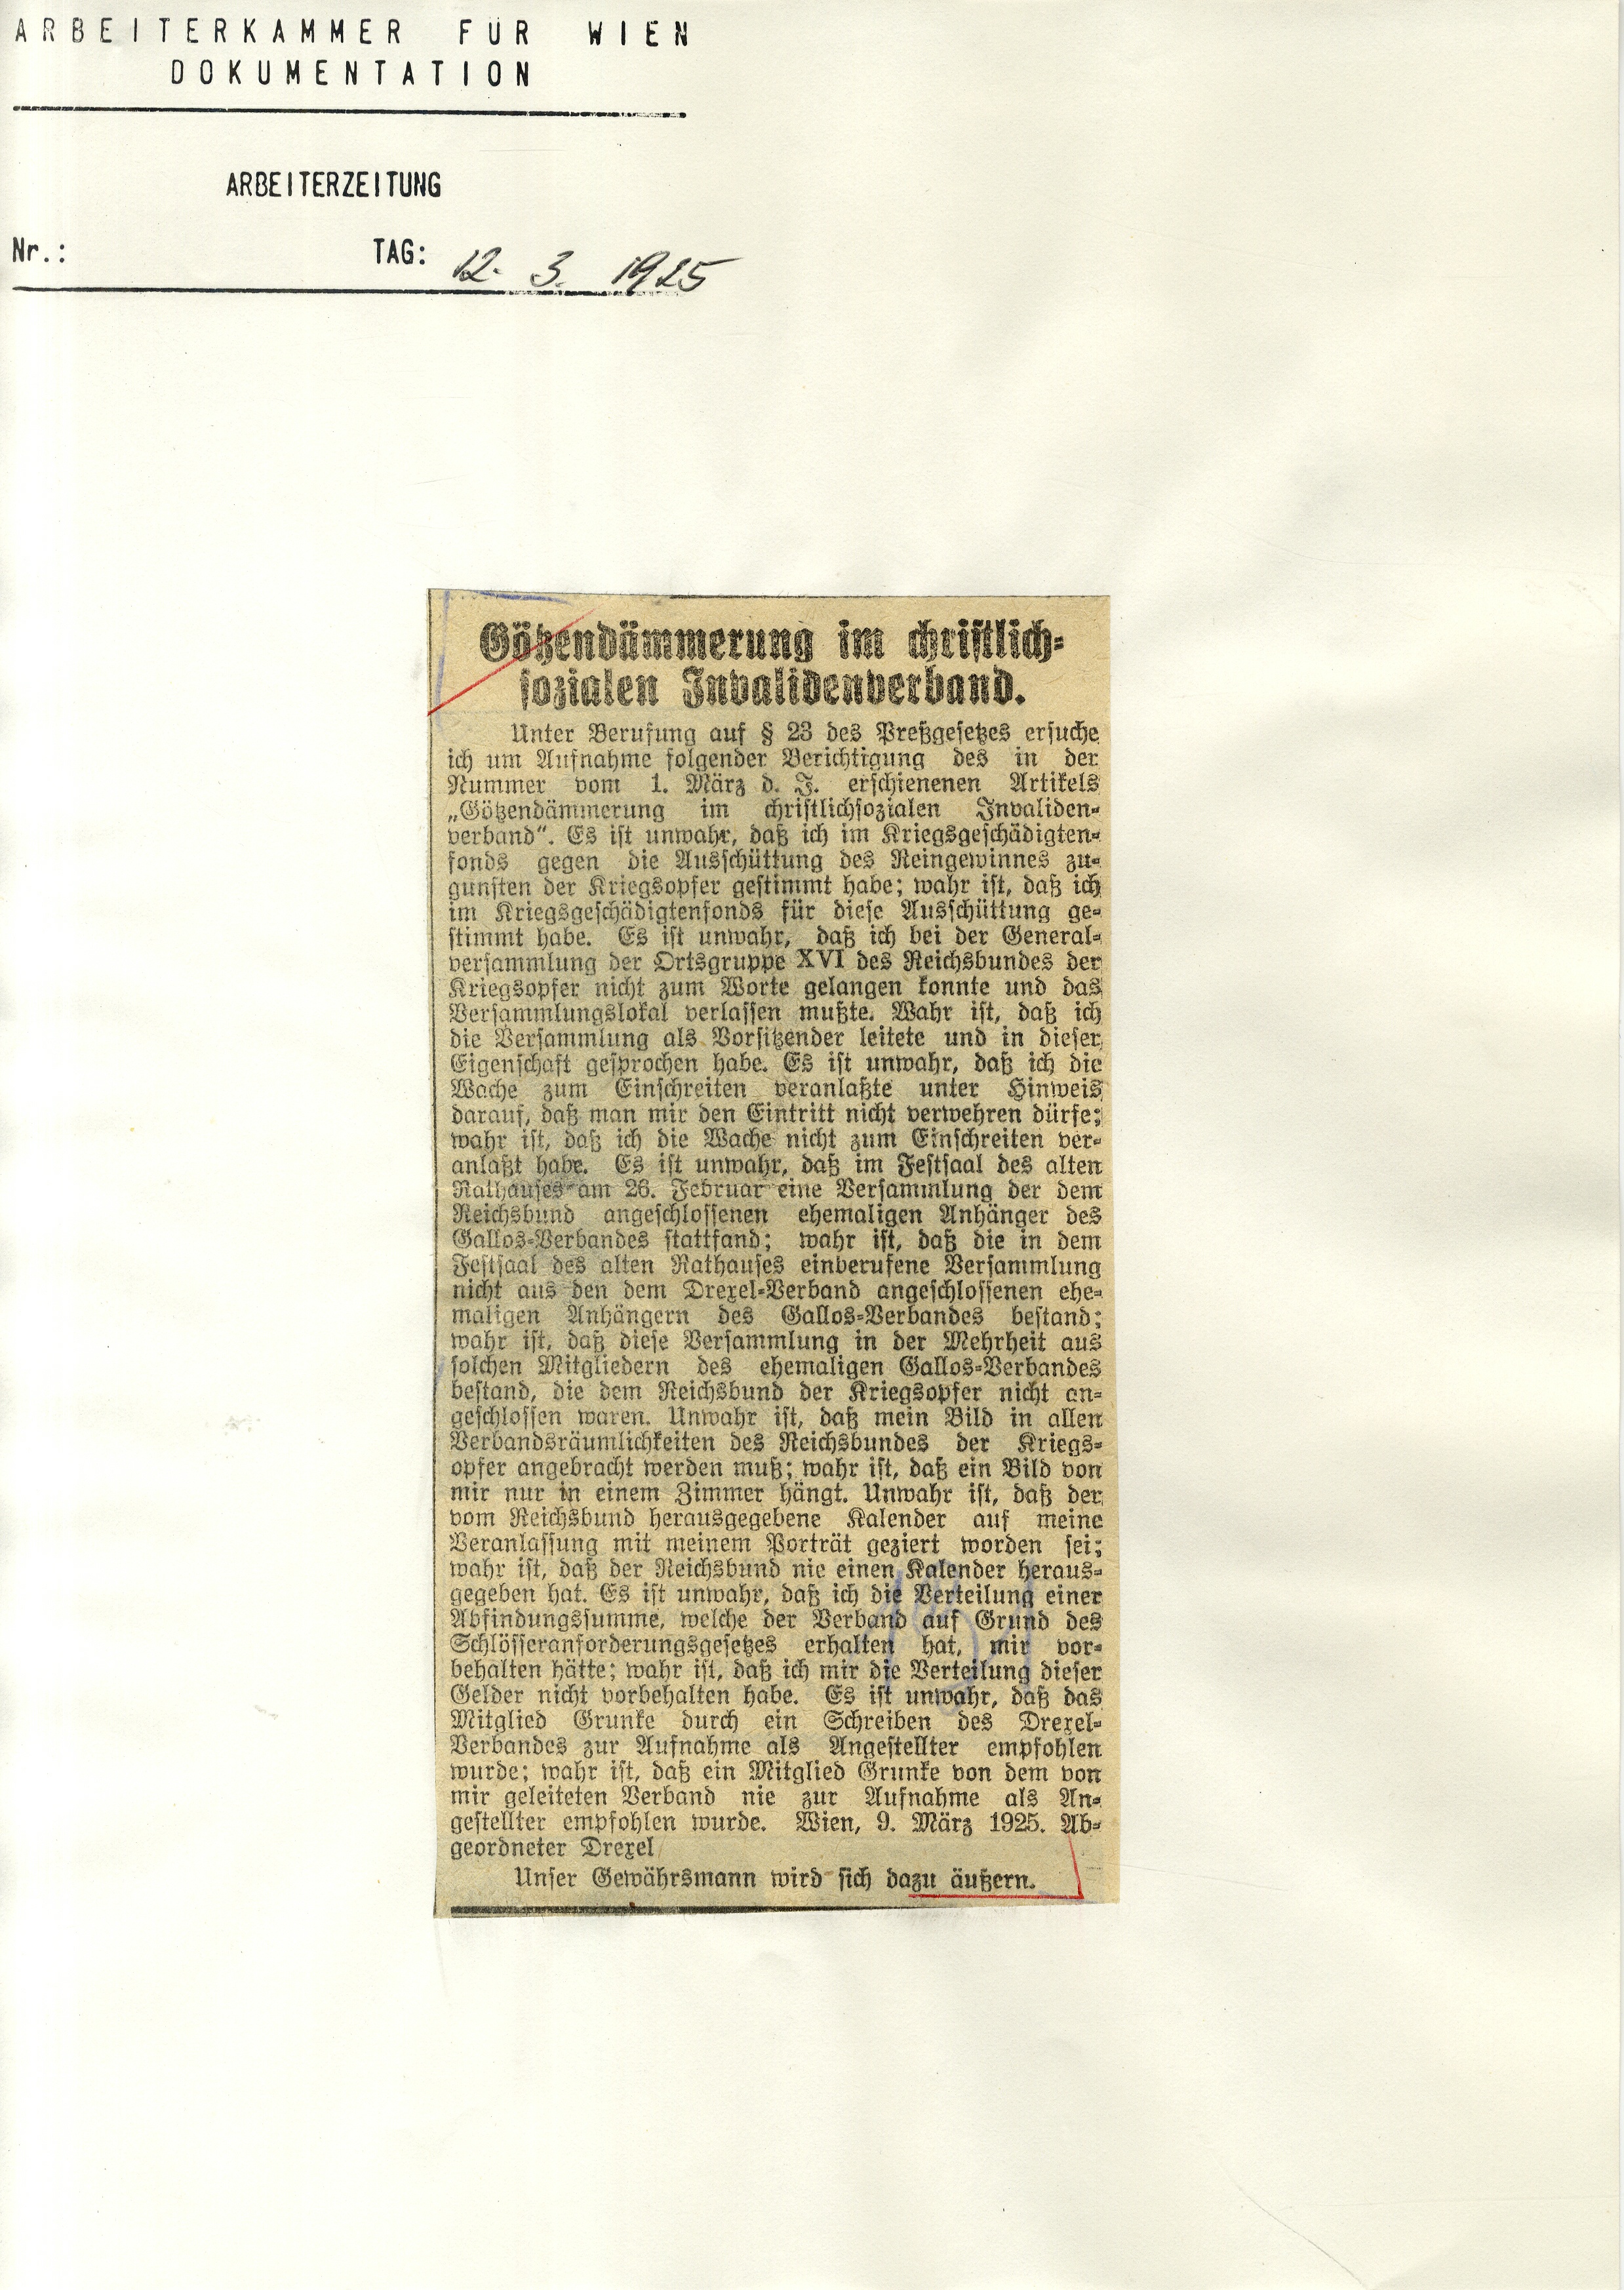 ARBEITERKAMMER FÜR WIEN
DOKUMENTATION
ARBEITERZEITUNG
Nr.: TAG: 12. 3. 1925
Götzendämmerung im christlich-
sozialen Invalidenverband.
Unter Berufung auf § 23 des Preßgesetzes ersuche
ich um Aufnahme folgender Berichtigung des in der
Nummer vom 1. März d. J. erschienenen Artikels
„Götzendämmerung im christlichsozialen Invaliden-
verband“. Es ist unwahr, daß ich im Kriegsgeschädigten-
fonds gegen die Ausschüttung des Reingewinnes zu-
gunsten der Kriegsopfer gestimmt habe; wahr ist, daß ich
im Kriegsgeschädigtenfonds für diese Ausschüttung ge-
stimmt habe. Es ist unwahr, daß ich bei der General-
versammlung der Ortsgruppe XVI des Reichsbundes der
Kriegsopfer nicht zum Worte gelangen konnte und das
Versammlungslokal verlassen mußte. Wahr ist, daß ich
die Versammlung als Vorsitzender leitete und in dieser
Eigenschaft gesprochen habe. Es ist unwahr, daß ich die
Wache zum Einschreiten veranlaßte unter Hinweis
darauf, daß man mir den Eintritt nicht verwehren dürfe;
wahr ist, daß ich die Wache nicht zum Einschreiten ver-
anlaßt habe. Es ist unwahr, daß im Festsaal des alten
Rathauses am 26. Februar eine Versammlung der dem
Reichsbund angeschlossenen ehemaligen Anhänger des
Gallos-Verbandes stattfand; wahr ist, daß die in dem
Festsaal des alten Rathauses einberufene Versammlung
nicht aus den dem Drexel-Verband angeschlossenen ehe-
maligen Anhängern des Gallos-Verbandes bestand;
wahr ist, daß diese Versammlung in der Mehrheit aus
solchen Mitgliedern des ehemaligen Gallos-Verbandes
bestand, die dem Reichsbund der Kriegsopfer nicht an-
geschlossen waren. Unwahr ist, daß mein Bild in allen
Verbandsräumlichkeiten des Reichsbundes der Kriegs-
opfer angebracht werden muß; wahr ist, daß ein Bild von
mir nur in einem Zimmer hängt. Unwahr ist, daß der
vom Reichsbund herausgegebene Kalender auf meine
Veranlassung mit meinem Porträt geziert worden sei;
wahr ist, daß der Reichsbund nie einen Kalender heraus-
gegeben hat. Es ist unwahr, daß ich die Verteilung einer
Abfindungssumme, welche der Verband auf Grund des
Schlösseranforderungsgesetzes erhalten hat, mir vor-
behalten hätte; wahr ist, daß ich mir die Verteilung dieser
Gelder nicht vorbehalten habe. Es ist unwahr, daß das
Mitglied Grunke durch ein Schreiben des Drexel-
Verbandes zur Aufnahme als Angestellter empfohlen
wurde; wahr ist, daß ein Mitglied Grunke von dem von
mir geleiteten Verband nie zur Aufnahme als An-
gestellter empfohlen wurde. Wien, 9. März 1925. Ab-
geordneter Drexel
Unser Gewährsmann wird sich dazu äußern.